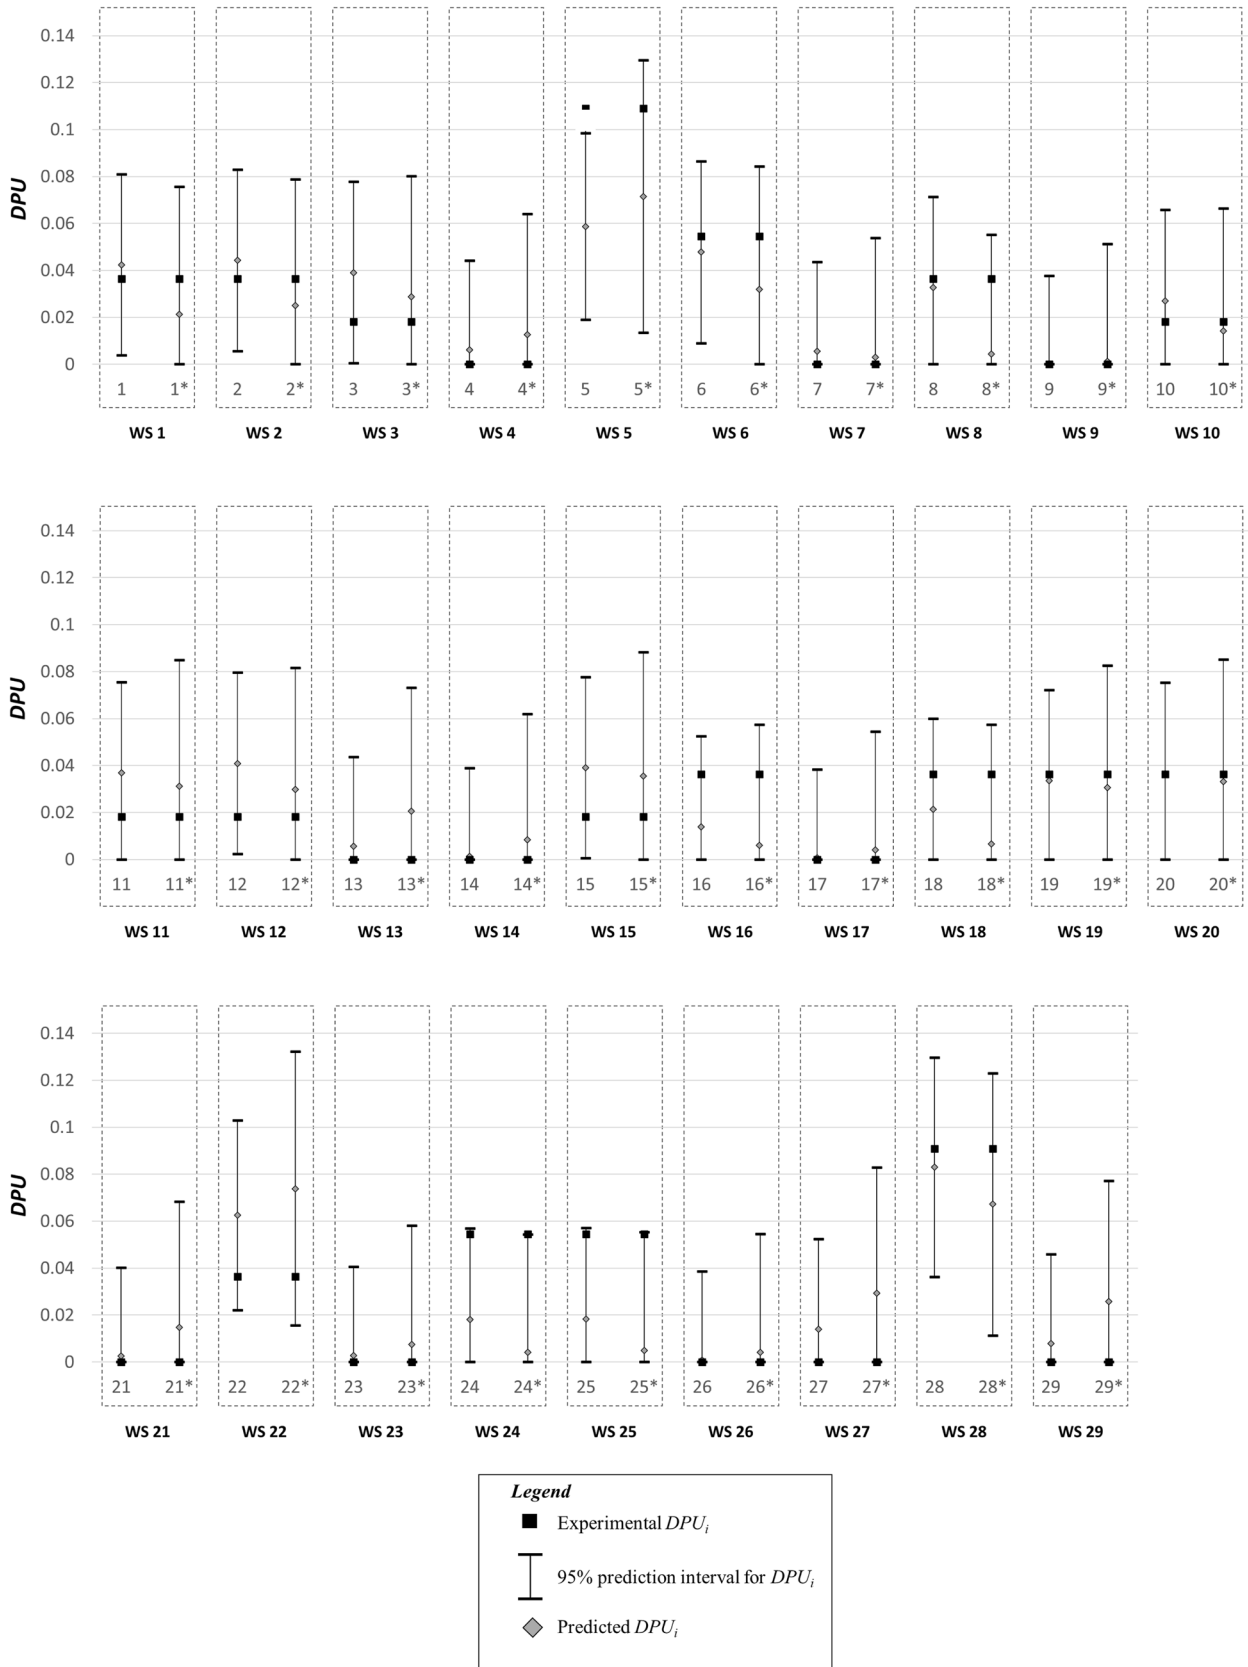 0.14
0.12
0.1
0.08
0.06
0.04
0.02
0
DPU
1 1* 2 2* 3 3* 4 4* 5 5* 6 6* 7 7* 8 8* 9 9* 10 10*
WS 1 WS 2 WS 3 WS 4 WS 5 WS 6 WS 7 WS 8 WS 9 WS 10
0.14
0.12
0.1
0.08
0.06
0.04
0.02
0
DPU
11 11* 12 12* 13 13* 14 14* 15 15* 16 16* 17 17* 18 18* 19 19* 20 20*
WS 11 WS 12 WS 13 WS 14 WS 15 WS 16 WS 17 WS 18 WS 19 WS 20
0.14
0.12
0.1
0.08
0.06
0.04
0.02
0
DPU
21 21* 22 22* 23 23* 24 24* 25 25* 26 26* 27 27* 28 28* 29 29*
WS 21 WS 22 WS 23 WS 24 WS 25 WS 26 WS 27 WS 28 WS 29
Legend
Experimental DPUi
95% prediction interval for DPUi
Predicted DPUi